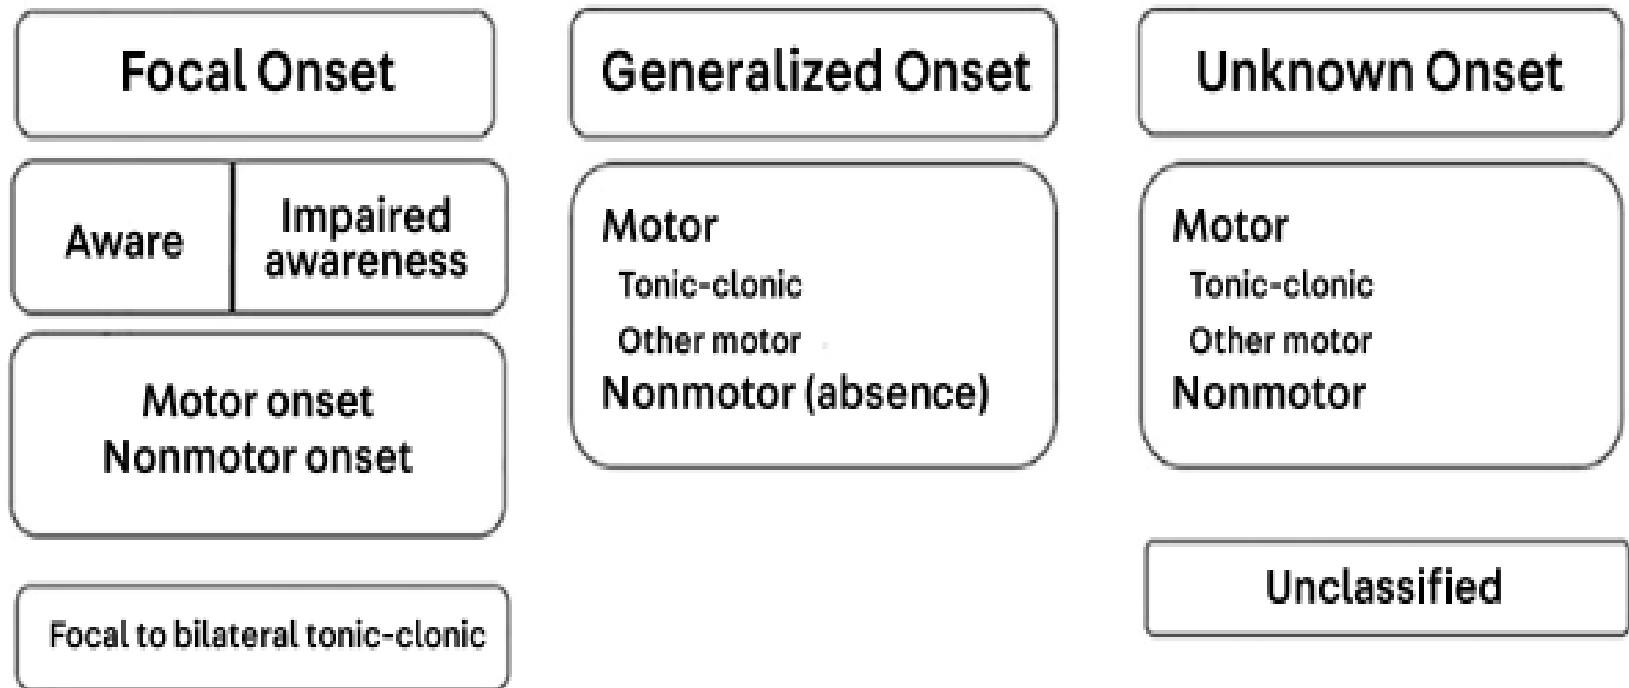 Focal Onset
Aware
Impaired
awareness
Motor onset
Nonmotor onset
Focal to bilateral tonic-clonic
Generalized Onset
Motor
Tonic-clonic
Other motor
Nonmotor (absence)
Unknown Onset
Motor
Tonic-clonic
Other motor
Nonmotor
Unclassified